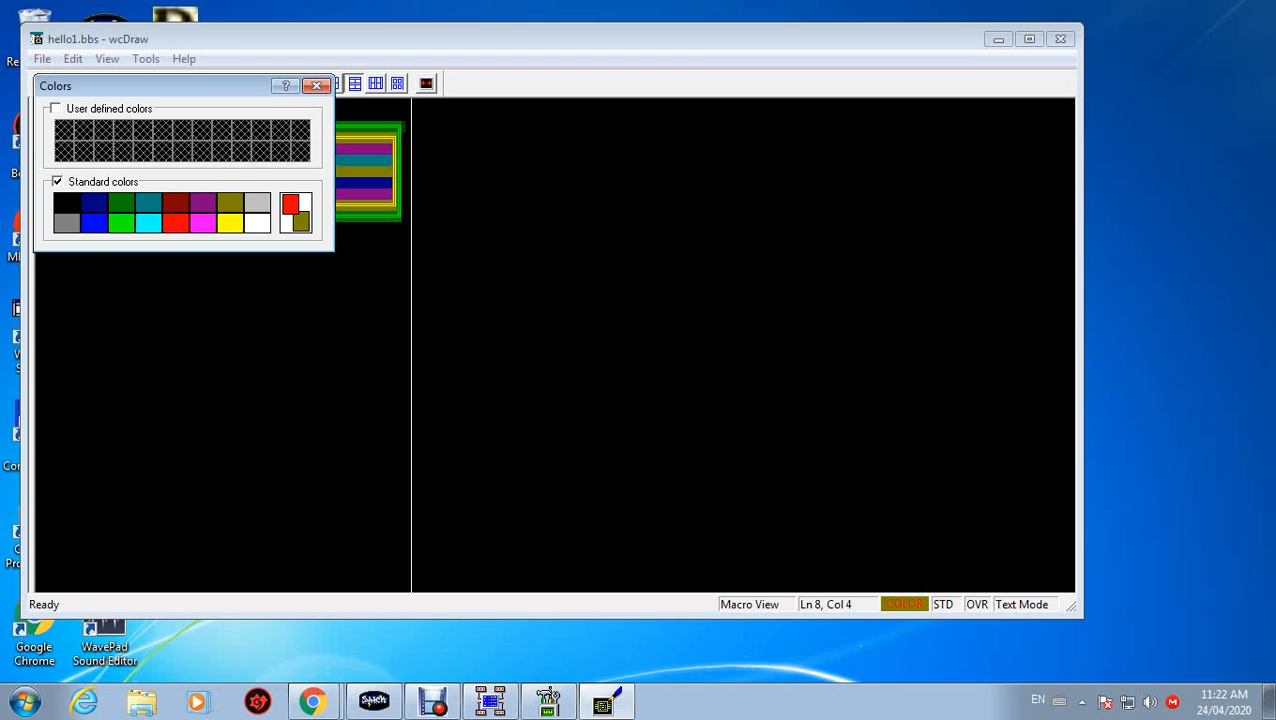 hello1.bbs - wcDraw
File Edit View Tools Help
Colors
?
User defined colors
Standard colors
Ready
Macro View
Ln 8, Col 4
COLOR
STD
OVR
Text Mode
Google
Chrome
WavePad
Sound Editor
EN
11:22 AM
24/04/2020